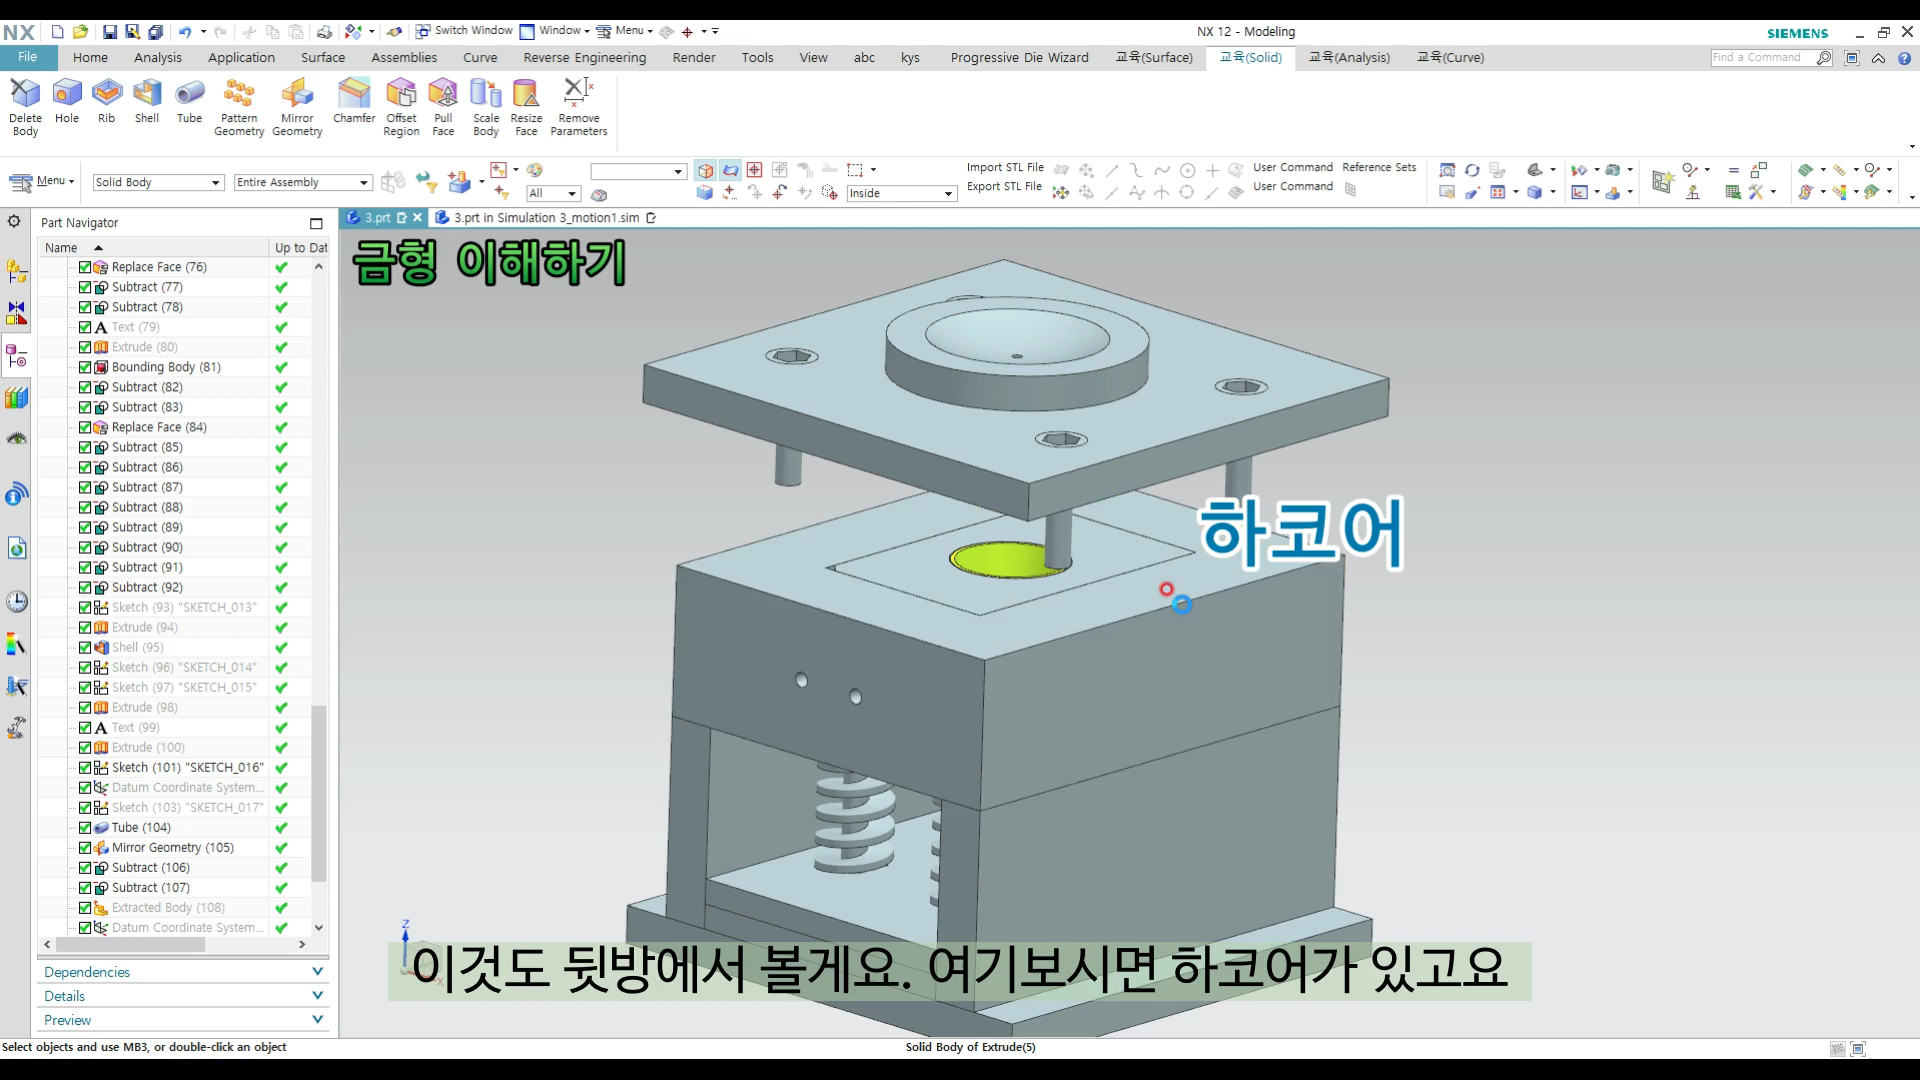 NX
Switch Window
Window
Menu
NX 12 - Modeling
SIEMENS
File
Home
Analysis
Application
Surface
Assemblies
Curve
Reverse Engineering
Render
Tools
View
abc
kys
Progressive Die Wizard
교육(Surface)
교육(Solid)
교육(Analysis)
교육(Curve)
Find a Command
Delete
Body
Hole
Rib
Shell
Tube
Pattern
Geometry
Mirror
Geometry
Chamfer
Offset
Region
Pull
Face
Scale
Body
Resize
Face
Remove
Parameters
Menu
Solid Body
Entire Assembly
All
Inside
Import STL File
Export STL File
User Command
User Command
Reference Sets
Part Navigator
3.prt
3.prt in Simulation 3_motion1.sim
Name
Up to Dat
Replace Face (76)
Subtract (77)
Subtract (78)
Text (79)
Extrude (80)
Bounding Body (81)
Subtract (82)
Subtract (83)
Replace Face (84)
Subtract (85)
Subtract (86)
Subtract (87)
Subtract (88)
Subtract (89)
Subtract (90)
Subtract (91)
Subtract (92)
Sketch (93) "SKETCH_013"
Extrude (94)
Shell (95)
Sketch (96) "SKETCH_014"
Sketch (97) "SKETCH_015"
Extrude (98)
Text (99)
Extrude (100)
Sketch (101) "SKETCH_016"
Datum Coordinate System...
Sketch (103) "SKETCH_017"
Tube (104)
Mirror Geometry (105)
Subtract (106)
Subtract (107)
Extracted Body (108)
Datum Coordinate System...
Dependencies
Details
Preview
금형 이해하기
하코어
Z
X
이것도 뒷방에서 볼게요. 여기보시면 하코어가 있고요
Select objects and use MB3, or double-click an object
Solid Body of Extrude(5)